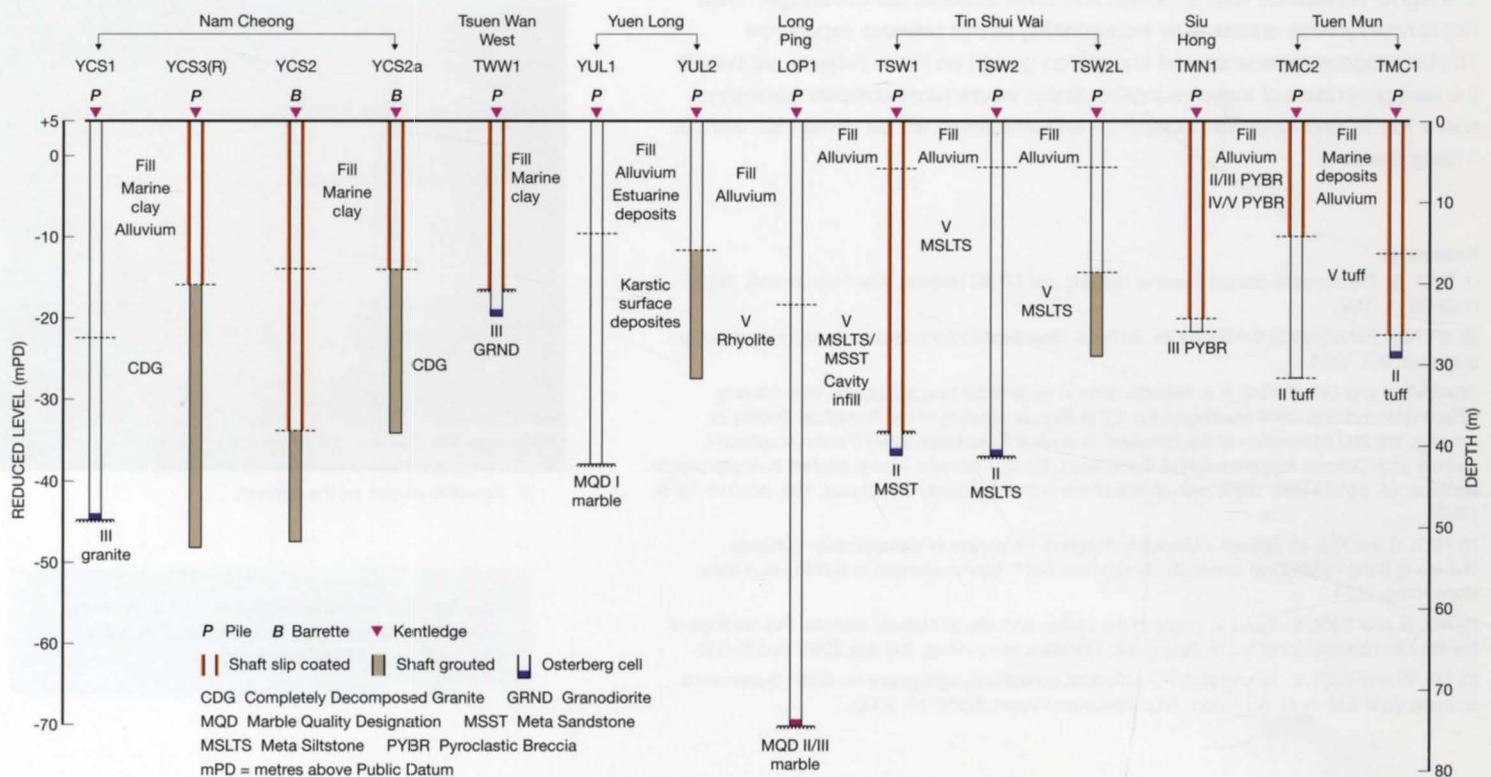 Nam Cheong
Tsuen Wan
West
Yuen Long
Long
Ping
Tin Shui Wai
Siu
Hong
Tuen Mun
YCS1 YCS3(R) YCS2 YCS2a TWW1 YUL1 YUL2 LOP1 TSW1 TSW2 TSW2L TMN1 TMC2 TMC1
P P B B P P P P P P P P P P
REDUCED LEVEL (mPD)
+5
0
-10
-20
-30
-40
-50
-60
-70
Fill
Marine
clay
Alluvium
CDG
III
granite
Fill
Marine
clay
CDG
Fill
Marine
clay
III
GRND
Fill
Alluvium
Estuarine
deposits
Karstic
surface
deposites
MQD I
marble
Fill
Alluvium
V
Rhyolite
MQD II/III
marble
Fill
Alluvium
V
MSLTS/
MSST
Cavity
infill
II
MSST
Fill
Alluvium
V
MSLTS
II
MSLTS
Fill
Alluvium
V
MSLTS
III PYBR
Fill
Alluvium
II/III PYBR
IV/V PYBR
II tuff
Fill
Marine
deposits
Alluvium
V tuff
II
tuff
0
10
20
30
40
50
60
70
80
DEPTH (m)
P Pile B Barrette Kentledge
Shaft slip coated Shaft grouted Osterberg cell
CDG Completely Decomposed Granite GRND Granodiorite
MQD Marble Quality Designation MSST Meta Sandstone
MSLTS Meta Siltstone PYBR Pyroclastic Breccia
mPD = metres above Public Datum